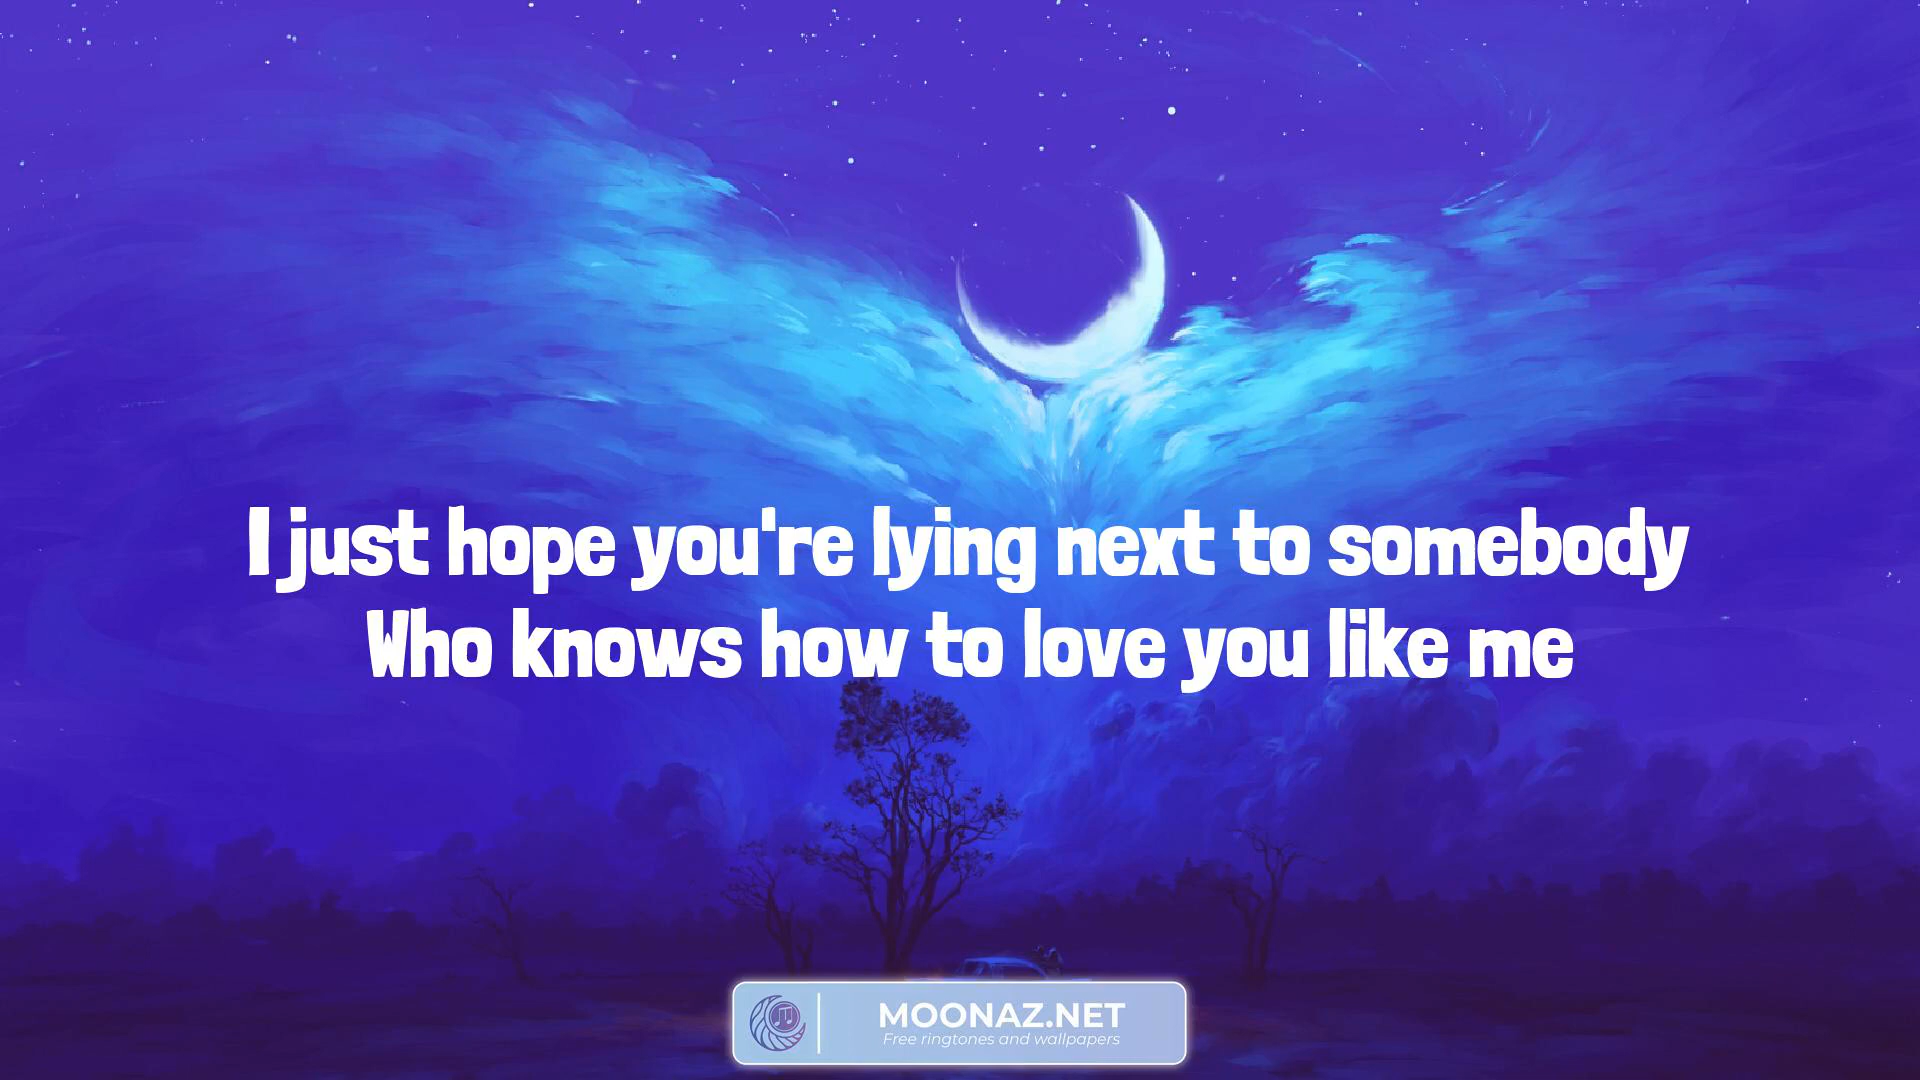 I just hope you're lying next to somebody
Who knows how to love you like me
MOONAZ.NET
Free ringtones and wallpapers